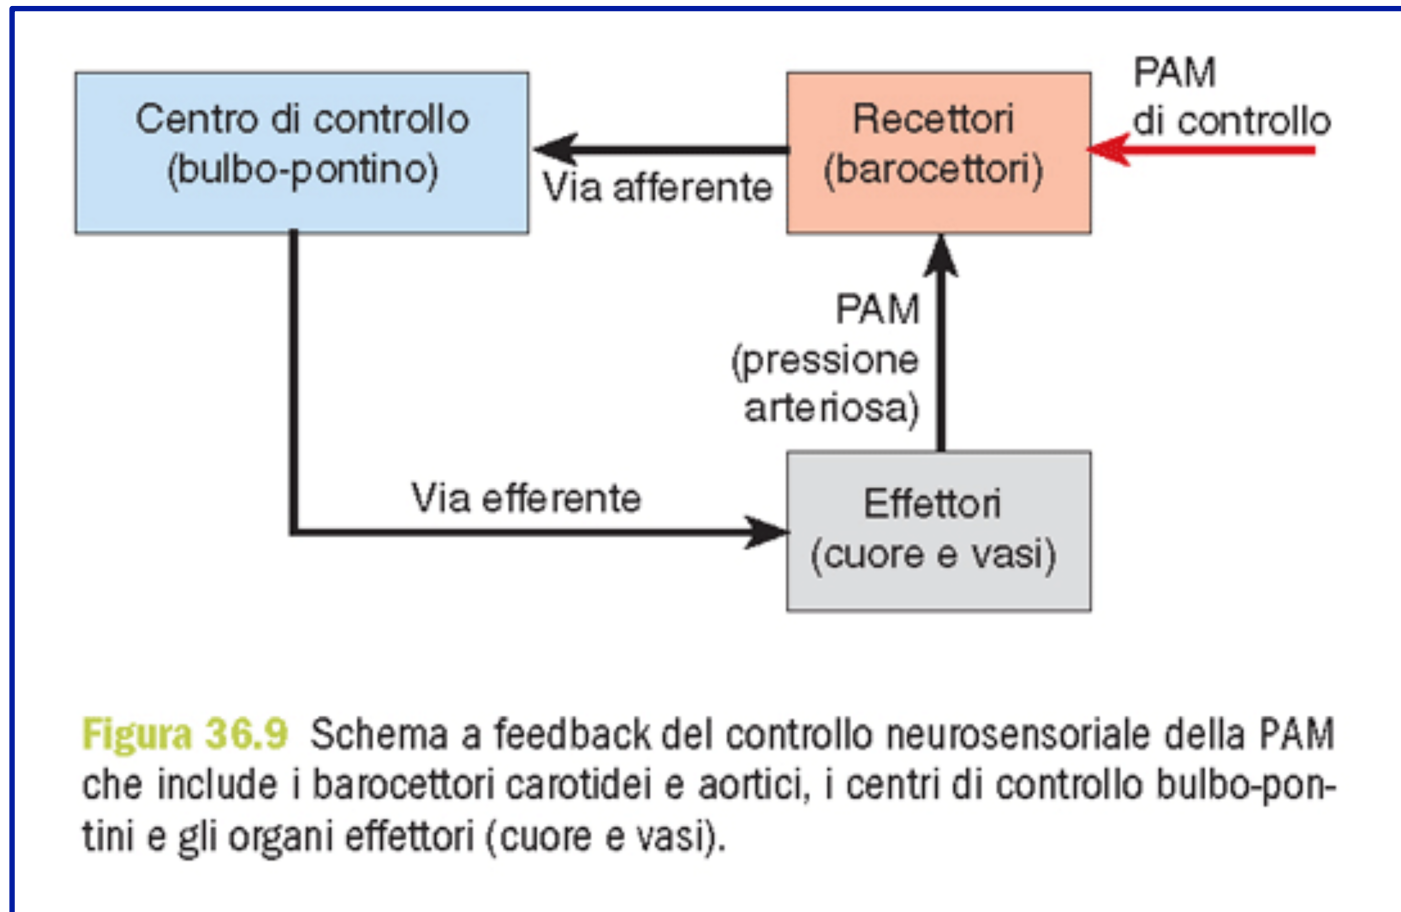 Centro di controllo
(bulbo-pontino)
Recettori
(barocettori)
PAM
di controllo
Via afferente
PAM
(pressione
arteriosa)
Via efferente
Effettori
(cuore e vasi)
Figura 36.9 Schema a feedback del controllo neurosensoriale della PAM
che include i barocettori carotidei e aortici, i centri di controllo bulbo-pon-
tini e gli organi effettori (cuore e vasi).